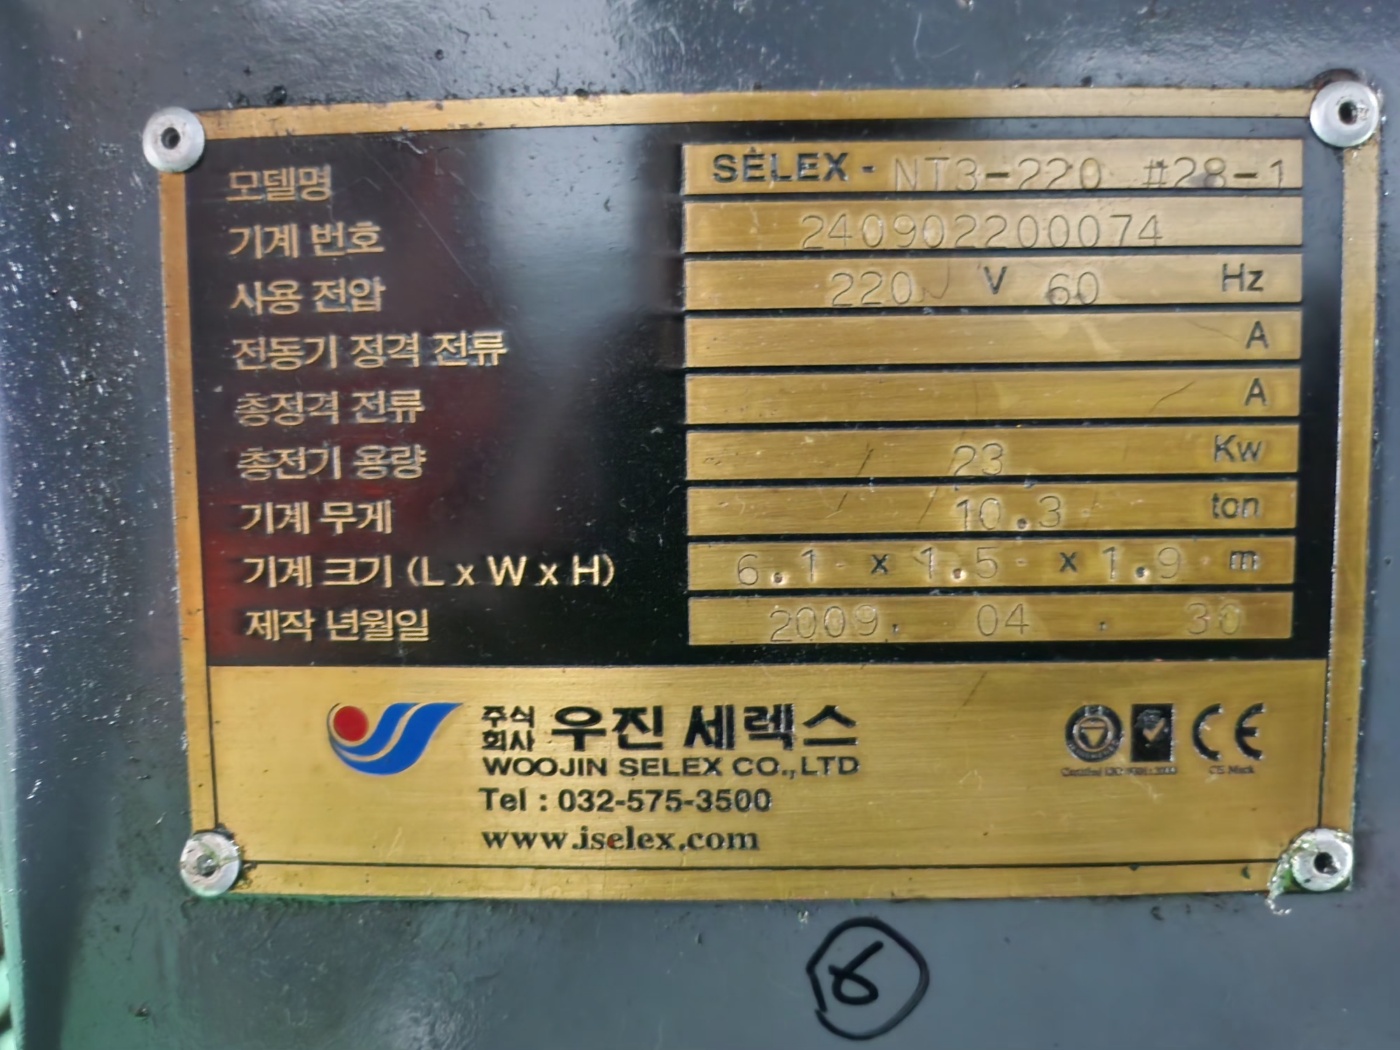 모델명 SELEX - NT3-220 #28-1
기계 번호 240902200074
사용 전압 220 V 60 Hz
전동기 정격 전류 A
총정격 전류 A
총전기 용량 23 Kw
기계 무게 10.3 ton
기계 크기 (L x W x H) 6.1 x 1.5 x 1.9 m
제작 년월일 2009. 04 . 30
주식회사 우진 세렉스
WOOJIN SELEX CO.,LTD
Tel : 032-575-3500
www.jselex.com
CE
CE Mark